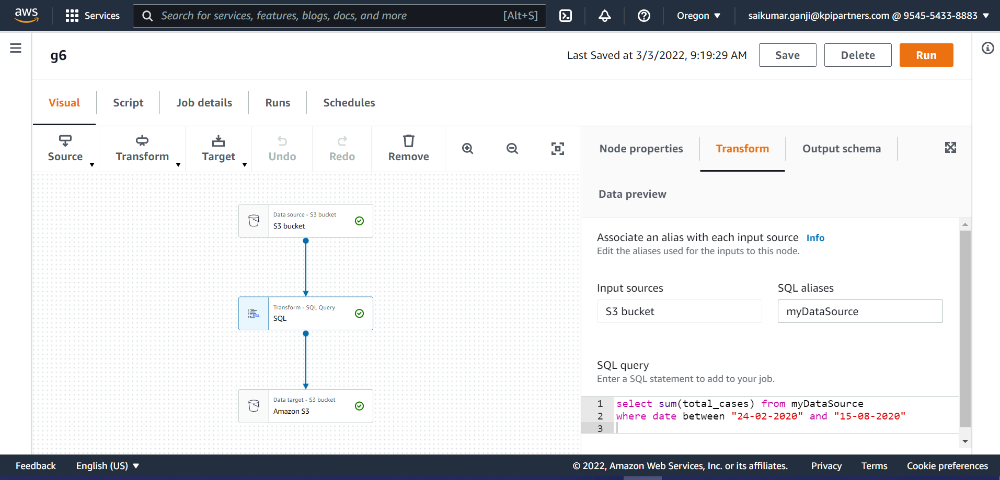 aws Services Search for services, features, blogs, docs, and more [Alt+S] Oregon saikumar.ganji@kpipartners.com @ 9545-5433-8883
g6 Last Saved at 3/3/2022, 9:19:29 AM Save Delete Run
Visual Script Job details Runs Schedules
Source Transform Target Undo Redo Remove
Node properties Transform Output schema
Data preview
Data source - S3 bucket
S3 bucket
Transform - SQL Query
SQL
Data target - S3 bucket
Amazon S3
Associate an alias with each input source Info
Edit the aliases used for the inputs to this node.
Input sources SQL aliases
S3 bucket myDataSource
SQL query
Enter a SQL statement to add to your job.
1 select sum(total_cases) from myDataSource
2 where date between "24-02-2020" and "15-08-2020"
3
Feedback English (US) © 2022, Amazon Web Services, Inc. or its affiliates. Privacy Terms Cookie preferences